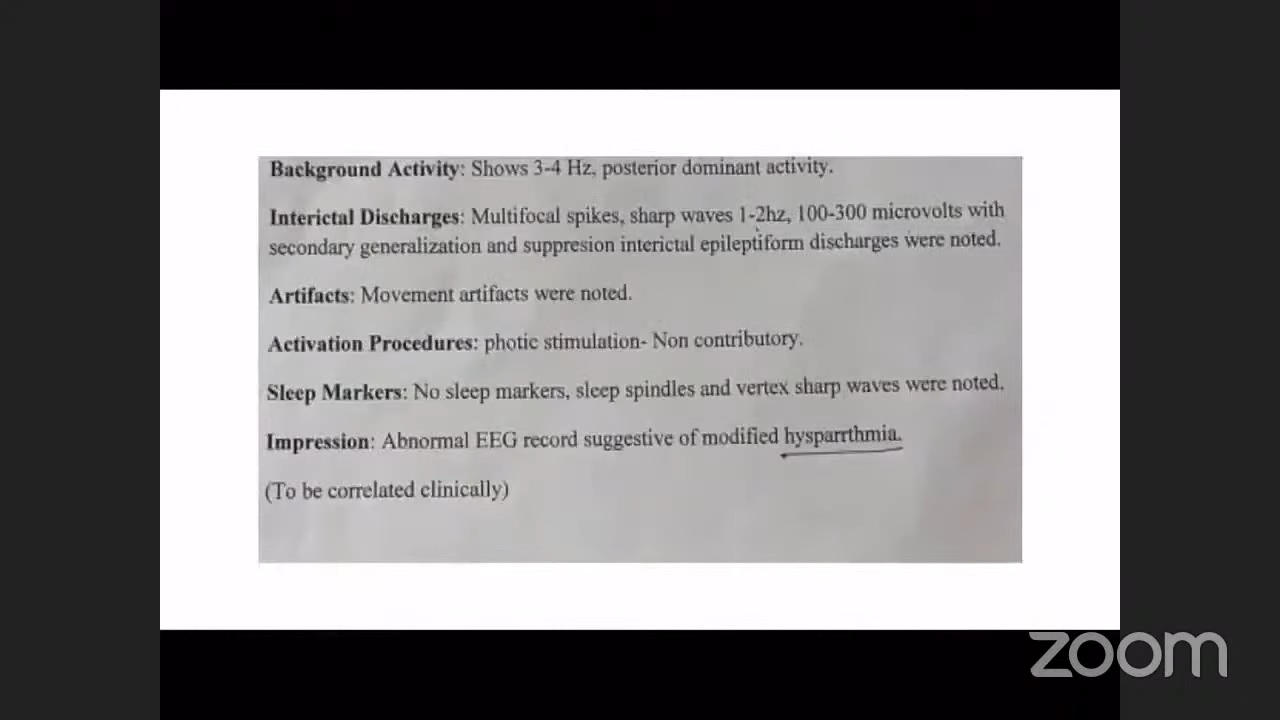 Background Activity: Shows 3-4 Hz, posterior dominant activity.
Interictal Discharges: Multifocal spikes, sharp waves 1-2hz, 100-300 microvolts with
secondary generalization and suppresion interictal epileptiform discharges were noted.
Artifacts: Movement artifacts were noted.
Activation Procedures: photic stimulation- Non contributory.
Sleep Markers: No sleep markers, sleep spindles and vertex sharp waves were noted.
Impression: Abnormal EEG record suggestive of modified hysparrthmia.
(To be correlated clinically)
zoom